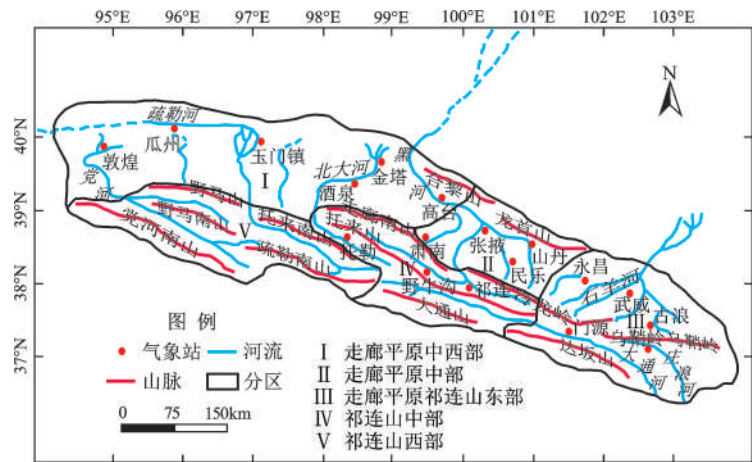 95°E 96°E 97°E 98°E 99°E 100°E 101°E 102°E 103°E
N
40°N
39°N
38°N
37°N
疏勒河
瓜州
敦煌
党河
玉门镇
Ⅰ
北大河
金塔
酒泉
黑河
合黎山
高台
龙首山
野马山
野马南山
党河南山
Ⅴ
托来南山
疏勒南山
托来山
托勒
肃南
张掖
山丹
Ⅱ
民乐
永昌
石羊河
武威
Ⅲ
古浪
Ⅳ
野牛沟
祁连
大通山
门源
乌鞘岭
乌鞘岭
达坂山
大通河
庄浪河
图 例
气象站
河流
山脉
分区
0 75 150km
Ⅰ 走廊平原中西部
Ⅱ 走廊平原中部
Ⅲ 走廊平原祁连山东部
Ⅳ 祁连山中部
Ⅴ 祁连山西部